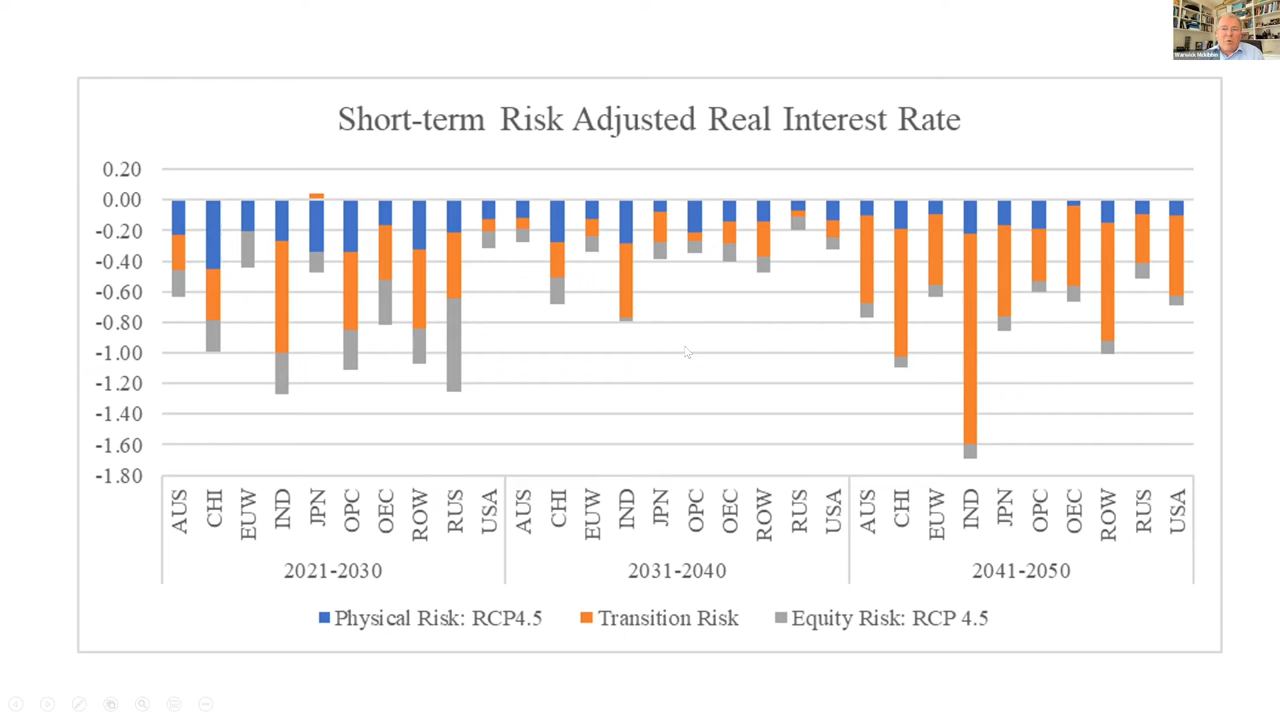 Warwick McKibbin
Short-term Risk Adjusted Real Interest Rate
0.20
0.00
-0.20
-0.40
-0.60
-0.80
-1.00
-1.20
-1.40
-1.60
-1.80
AUS CHI EUW IND JPN OPC OEC ROW RUS USA AUS CHI EUW IND JPN OPC OEC ROW RUS USA AUS CHI EUW IND JPN OPC OEC ROW RUS USA
2021-2030 2031-2040 2041-2050
Physical Risk: RCP4.5 Transition Risk Equity Risk: RCP 4.5